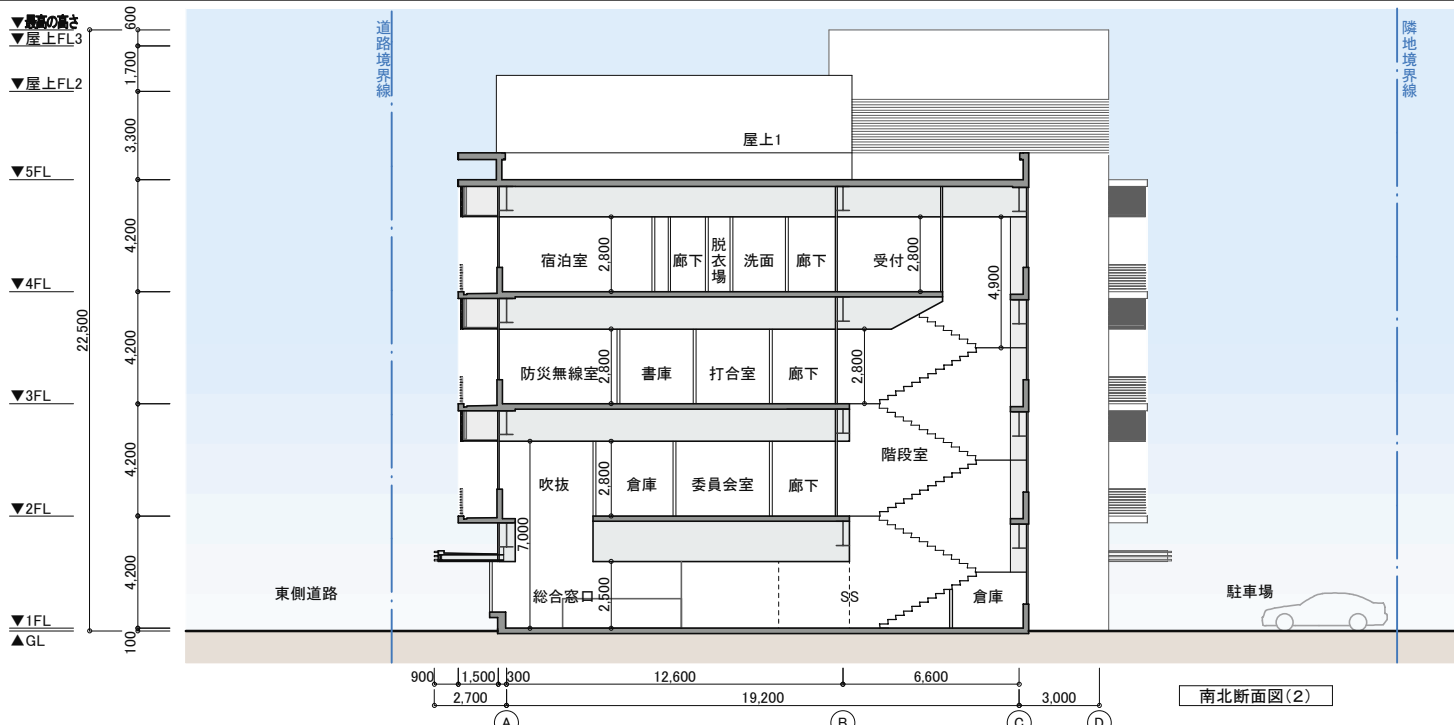 ▼最高の高さ
▼屋上FL3
▼屋上FL2
▼5FL
▼4FL
▼3FL
▼2FL
▼1FL
▲GL
22,500
600
1,700
3,300
4,200
4,200
4,200
4,200
100
道路境界線
隣地境界線
屋上1
宿泊室
2,800
廊下
脱衣場
洗面
廊下
受付
2,800
4,900
防災無線室
2,800
書庫
打合室
廊下
2,800
吹抜
7,000
2,800
倉庫
委員会室
廊下
階段室
東側道路
総合窓口
2,500
SS
倉庫
駐車場
900
1,500
300
12,600
6,600
2,700
19,200
3,000
A
B
C
D
南北断面図(2)